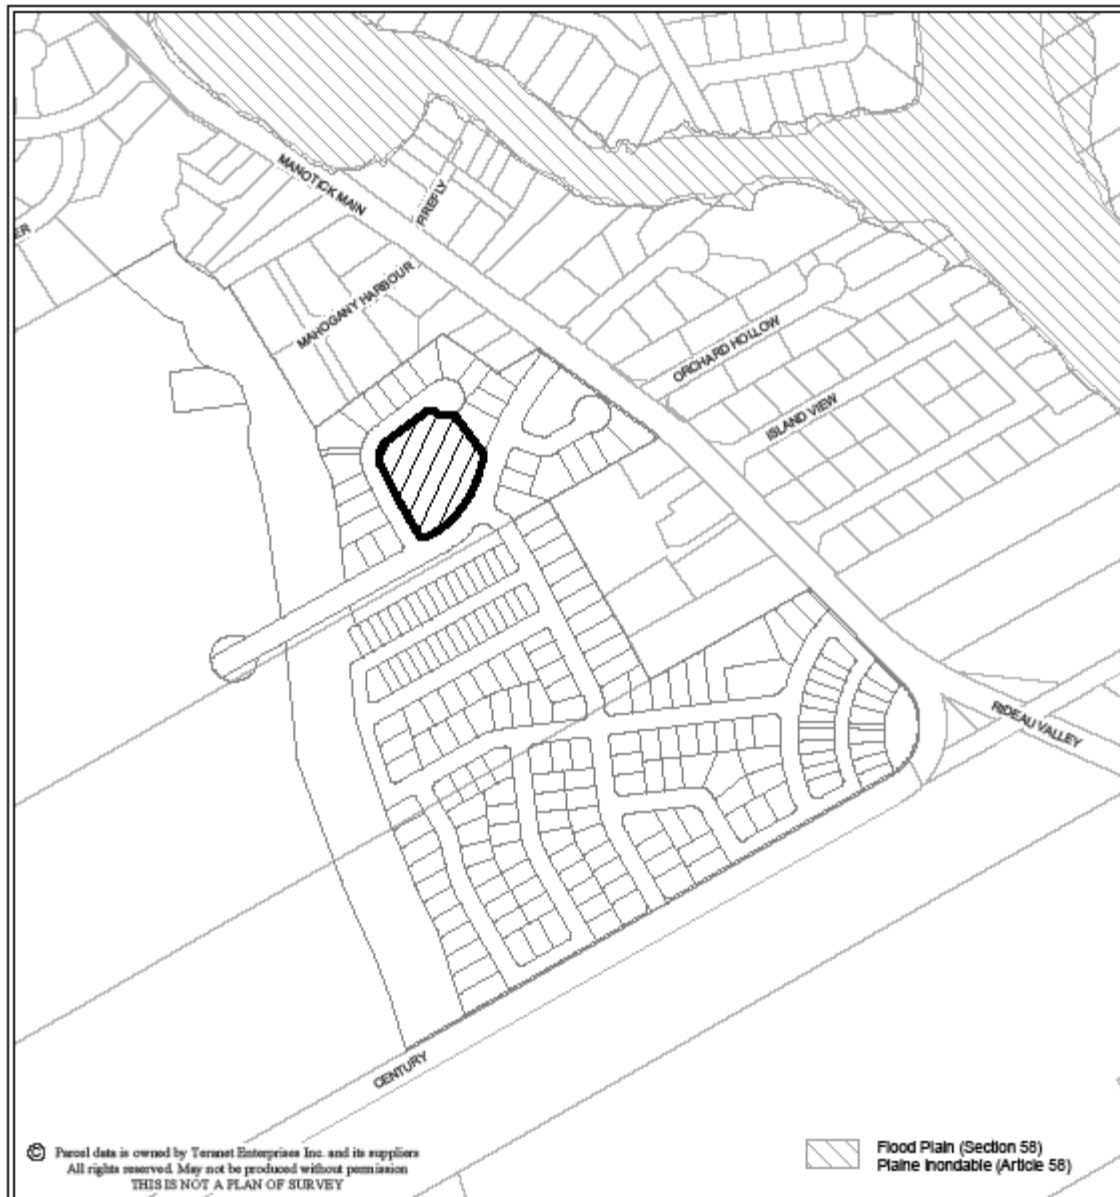 MANOTICK MAIN
FIREFLY
ER
MAHOGANY HARBOUR
ORCHARD HOLLOW
ISLAND VIEW
RIDEAU VALLEY
CENTURY
© Parcel data is owned by Teranet Enterprises Inc. and its suppliers
All rights reserved. May not be produced without permission
THIS IS NOT A PLAN OF SURVEY
Flood Plain (Section 58)
Plaine Inondable (Article 58)